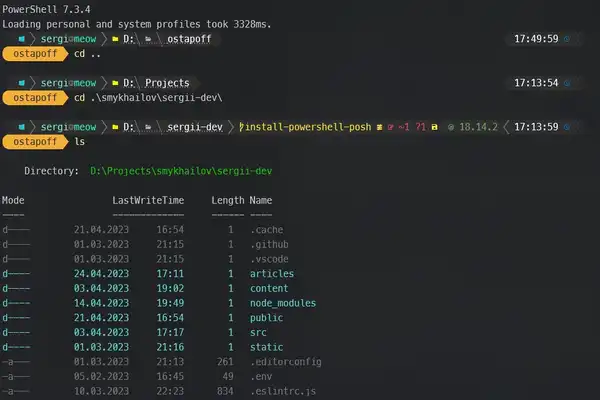 PowerShell 7.3.4
Loading personal and system profiles took 3328ms.
sergi@meow D: ostapoff 17:49:59
ostapoff cd ..
sergi@meow D: Projects 17:13:54
ostapoff cd .\smykhailov\sergii-dev\
sergi@meow D: sergii-dev install-powershell-posh ~1 ?1 18.14.2 17:13:59
ostapoff ls
Directory: D:\Projects\smykhailov\sergii-dev
Mode LastWriteTime Length Name
---- ------------- ------ ----
d---- 21.04.2023 16:54 1 .cache
d---- 01.03.2023 21:15 1 .github
d---- 01.03.2023 21:15 1 .vscode
d---- 24.04.2023 17:11 1 articles
d---- 03.04.2023 19:02 1 content
d---- 14.04.2023 19:49 1 node_modules
d---- 21.04.2023 16:54 1 public
d---- 03.04.2023 17:17 1 src
d---- 01.03.2023 21:16 1 static
-a--- 01.03.2023 21:13 261 .editorconfig
-a--- 05.02.2023 16:45 49 .env
-a--- 10.03.2023 22:23 834 .eslintrc.js